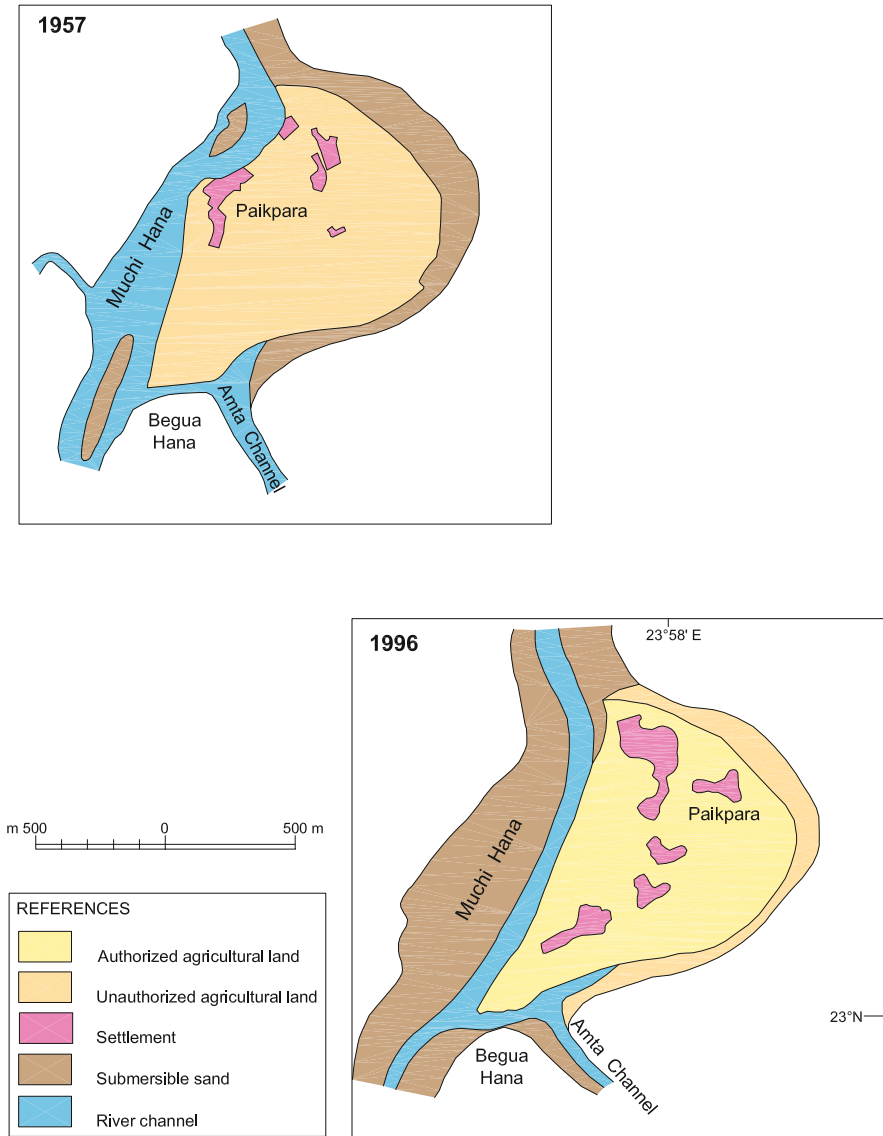 1957
Paikpara
Muchi Hana
Begua
Hana
Amta Channel
1996
23°58' E
Paikpara
Muchi Hana
23°N
Begua
Hana
Amta Channel
m 500 0 500 m
REFERENCES
Authorized agricultural land
Unauthorized agricultural land
Settlement
Submersible sand
River channel